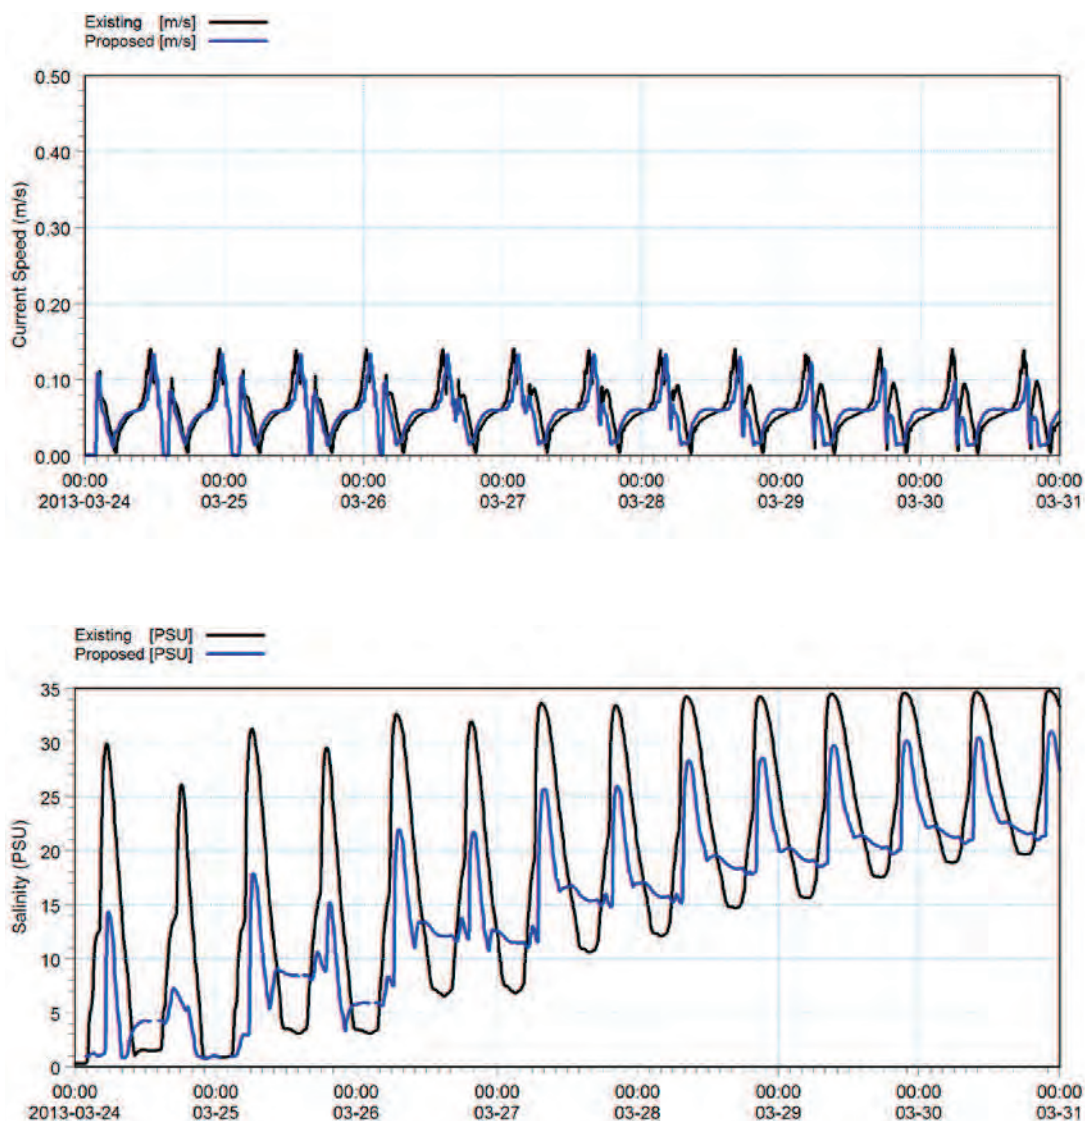 Existing [m/s]
Proposed [m/s]
0.50
0.40
0.30
0.20
0.10
0.00
Current Speed (m/s)
00:00 00:00 00:00 00:00 00:00 00:00 00:00 00:00
2013-03-24 03-25 03-26 03-27 03-28 03-29 03-30 03-31
Existing [PSU]
Proposed [PSU]
35
30
25
20
15
10
5
0
Salinity (PSU)
00:00 00:00 00:00 00:00 00:00 00:00 00:00 00:00
2013-03-24 03-25 03-26 03-27 03-28 03-29 03-30 03-31